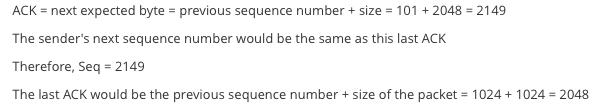 ACK = next expected byte = previous sequence number + size = 101 + 2048 = 2149
The sender's next sequence number would be the same as this last ACK
Therefore, Seq = 2149
The last ACK would be the previous sequence number + size of the packet = 1024 + 1024 = 2048